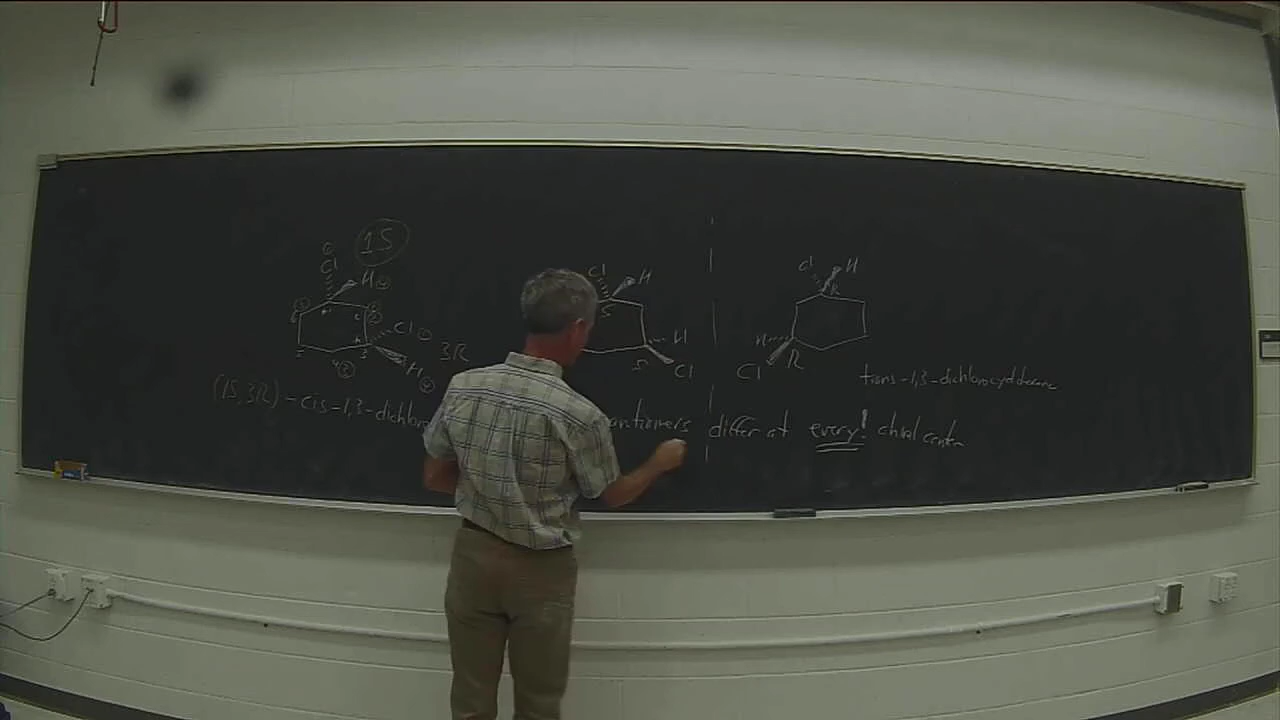 1S
Cl
H
Cl
H
3R
(1S,3R)-cis-1,3-dichloro
Cl
H
S
H
S
Cl
Cl
H
R
H
R
Cl
trans-1,3-dichlorocyclohexane
differ at every! chiral center